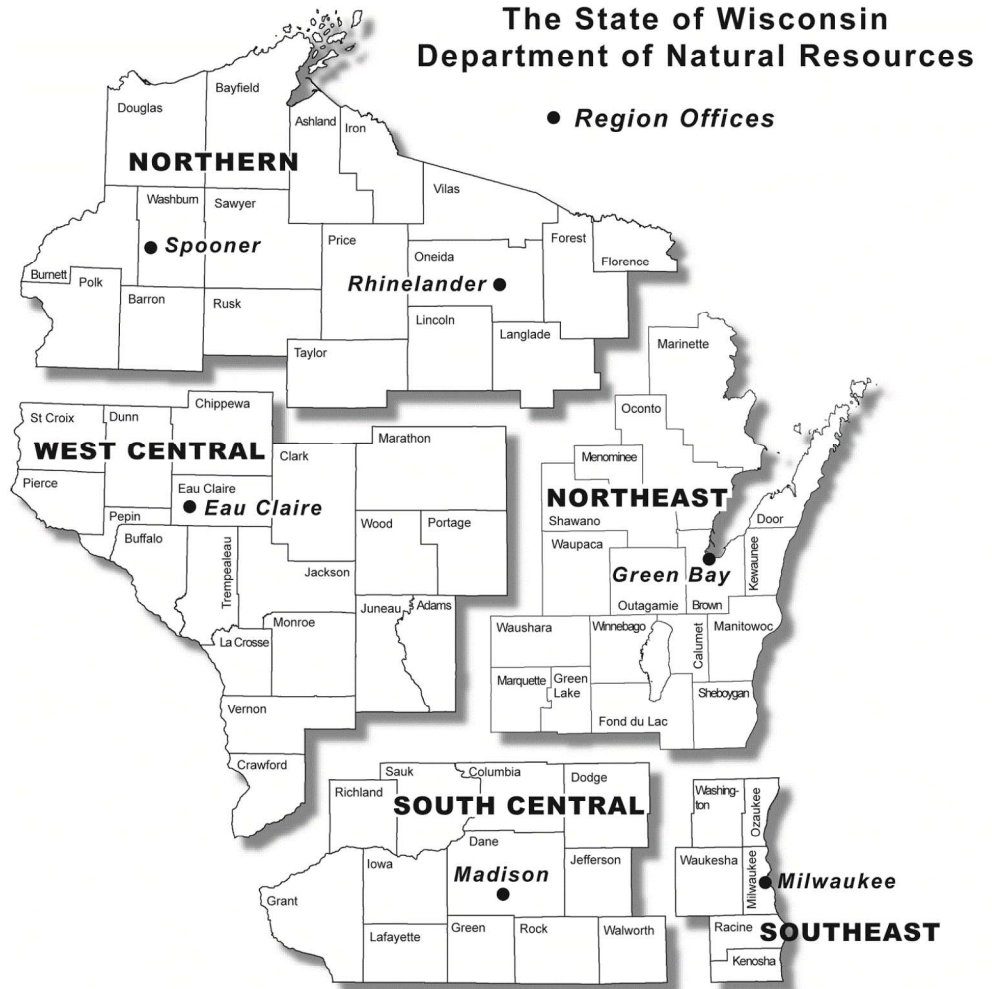 The State of Wisconsin
Department of Natural Resources
Region Offices
Douglas
Bayfield
Ashland
Iron
NORTHERN
Vilas
Washburn
Sawyer
Spooner
Price
Oneida
Forest
Florence
Burnett
Polk
Rhinelander
Barron
Rusk
Lincoln
Langlade
Taylor
Marinette
Chippewa
St Croix
Dunn
Oconto
WEST CENTRAL
Clark
Marathon
Menominee
Pierce
Eau Claire
Eau Claire
NORTHEAST
Pepin
Buffalo
Trempealeau
Wood
Portage
Shawano
Waupaca
Door
Kewaunee
Jackson
Green Bay
Juneau
Adams
Outagamie
Brown
La Crosse
Monroe
Waushara
Winnebago
Calumet
Manitowoc
Marquette
Green
Lake
Sheboygan
Vernon
Fond du Lac
Crawford
Sauk
Columbia
Dodge
Richland
SOUTH CENTRAL
Washing-
ton
Ozaukee
Dane
Iowa
Jefferson
Waukesha
Milwaukee
Madison
Milwaukee
Grant
Lafayette
Green
Rock
Walworth
Racine
SOUTHEAST
Kenosha